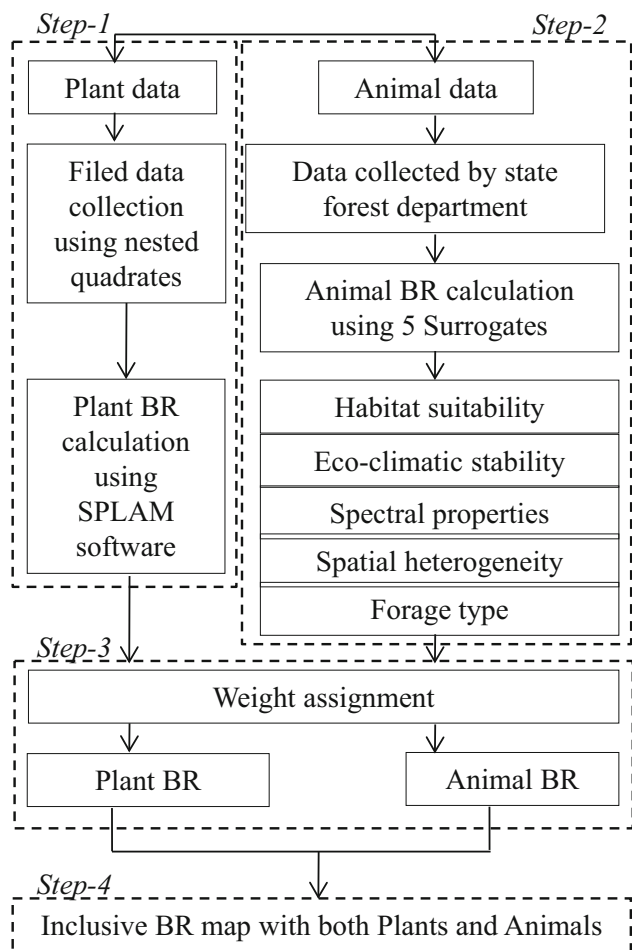 Step-1
Plant data
Filed data
collection
using nested
quadrates
Plant BR
calculation
using
SPLAM
software
Step-2
Animal data
Data collected by state
forest department
Animal BR calculation
using 5 Surrogates
Habitat suitability
Eco-climatic stability
Spectral properties
Spatial heterogeneity
Forage type
Step-3
Weight assignment
Plant BR
Animal BR
Step-4
Inclusive BR map with both Plants and Animals